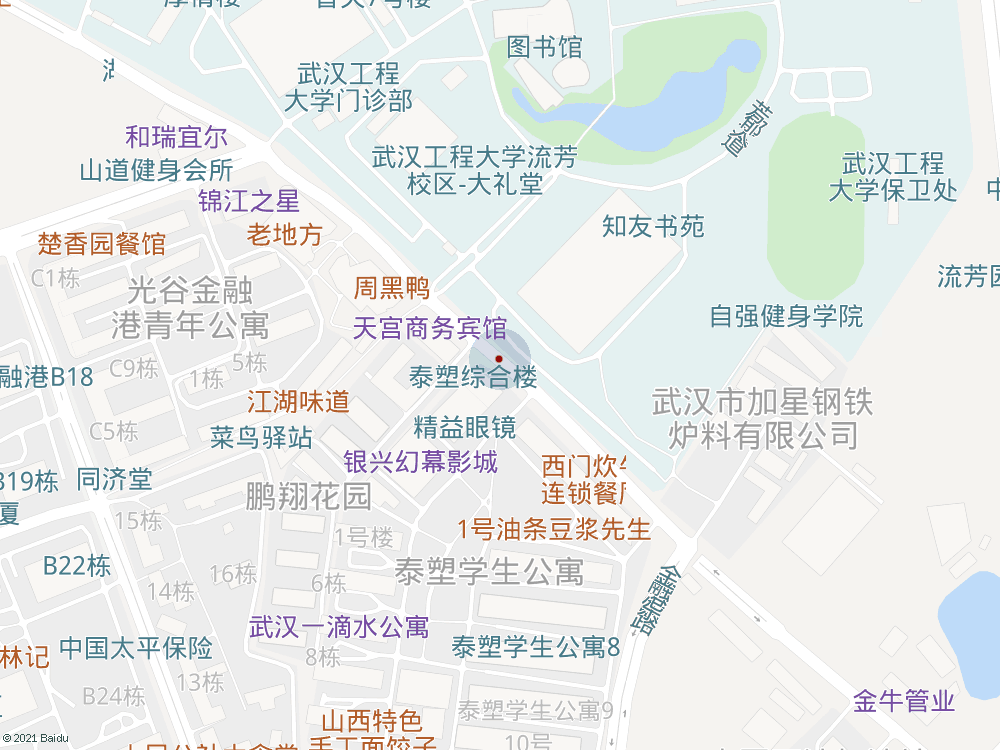 图书馆
武汉工程
大学门诊部
芳邻道
和瑞宜尔
山道健身会所
武汉工程大学流芳
校区-大礼堂
武汉工程
大学保卫处
锦江之星
老地方
楚香园餐馆
知友书苑
C1栋
光谷金融
港青年公寓
周黑鸭
流芳园
自强健身学院
天宫商务宾馆
C9栋
5栋
1栋
融港B18
泰塑综合楼
江湖味道
武汉市加星钢铁
炉料有限公司
C5栋
菜鸟驿站
精益眼镜
银兴幻幕影城
西门炊牛
连锁餐厅
B19栋
同济堂
厦
鹏翔花园
15栋
1号楼
1号油条豆浆先生
B22栋
16栋
14栋
6栋
泰塑学生公寓
金融港路
武汉一滴水公寓
泰塑学生公寓8
林记
中国太平保险
8栋
13栋
B24栋
金牛管业
山西特色
手工面饺子
泰塑学生公寓9
10号
© 2021 Baidu